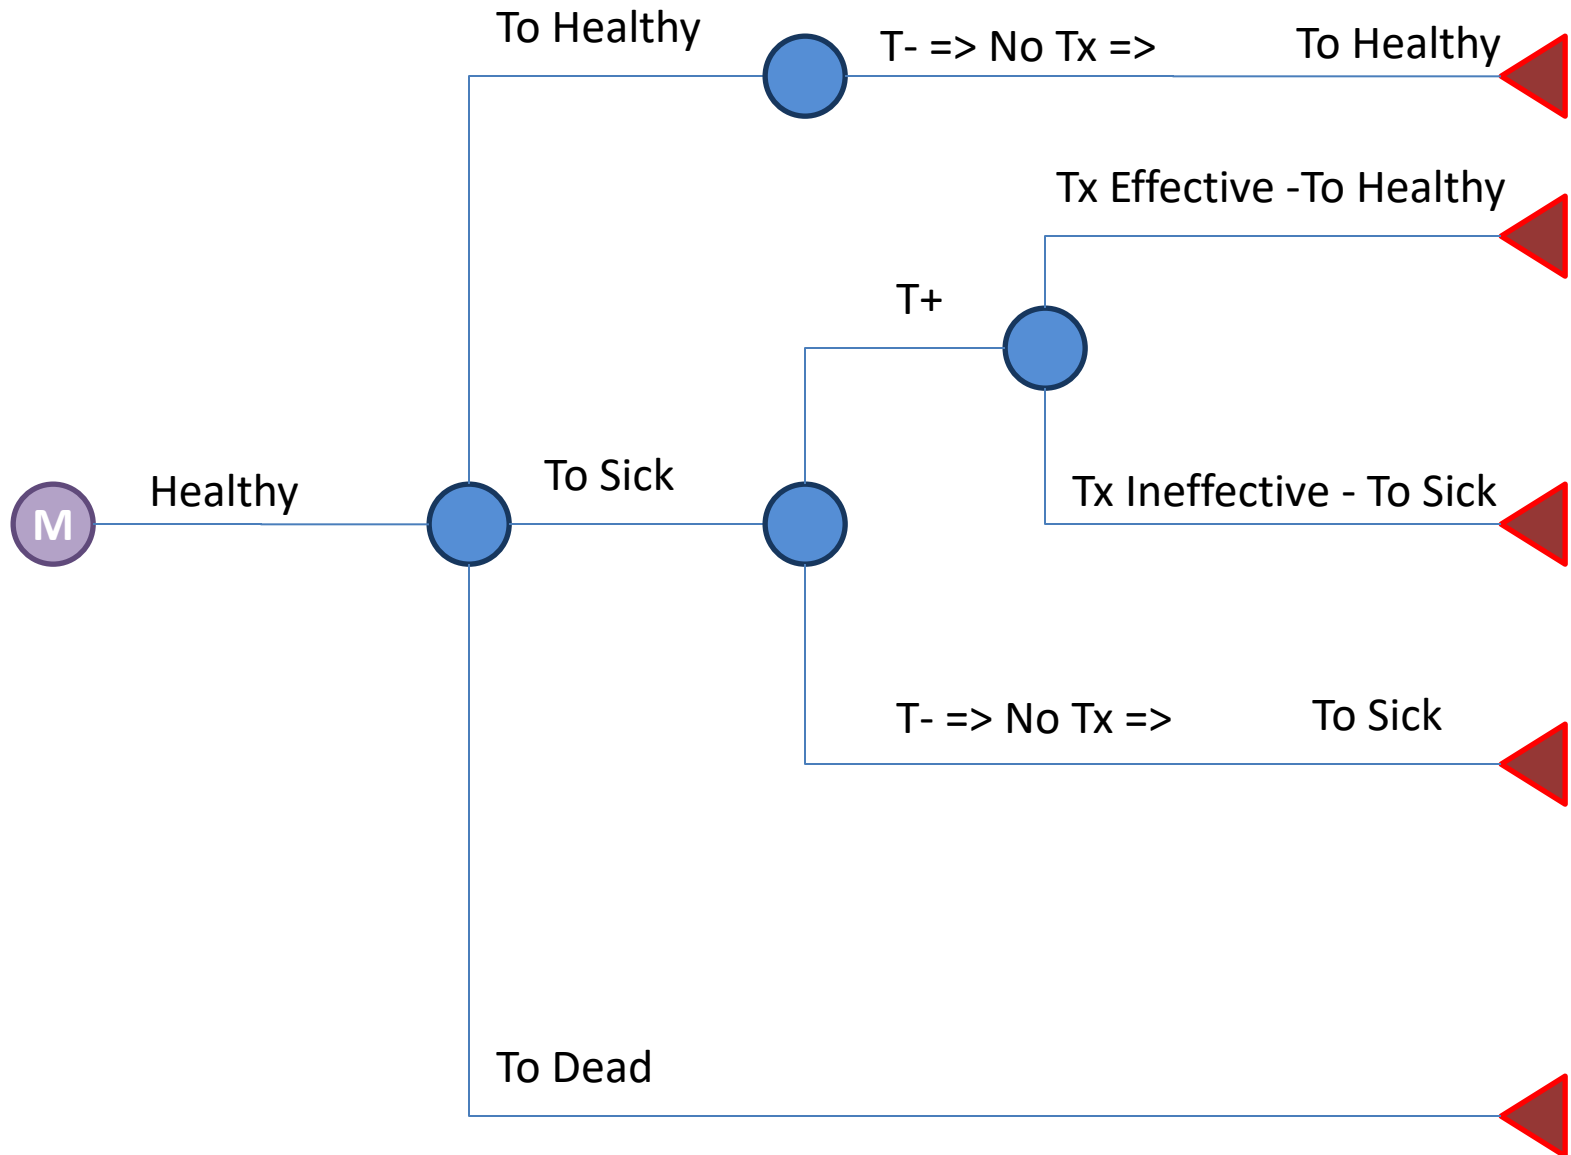 To Healthy
T- => No Tx =>
To Healthy
Tx Effective -To Healthy
T+
To Sick
Healthy
M
Tx Ineffective - To Sick
T- => No Tx =>
To Sick
To Dead